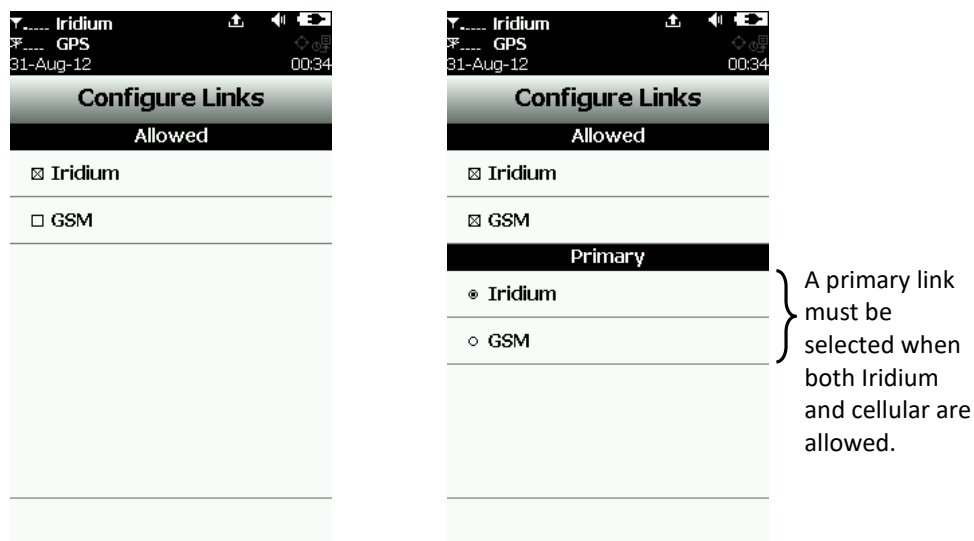 Iridium
GPS
31-Aug-12 00:34
Configure Links
Allowed
Iridium
GSM
Iridium
GPS
31-Aug-12 00:34
Configure Links
Allowed
Iridium
GSM
Primary
Iridium
GSM
A primary link
must be
selected when
both Iridium
and cellular are
allowed.